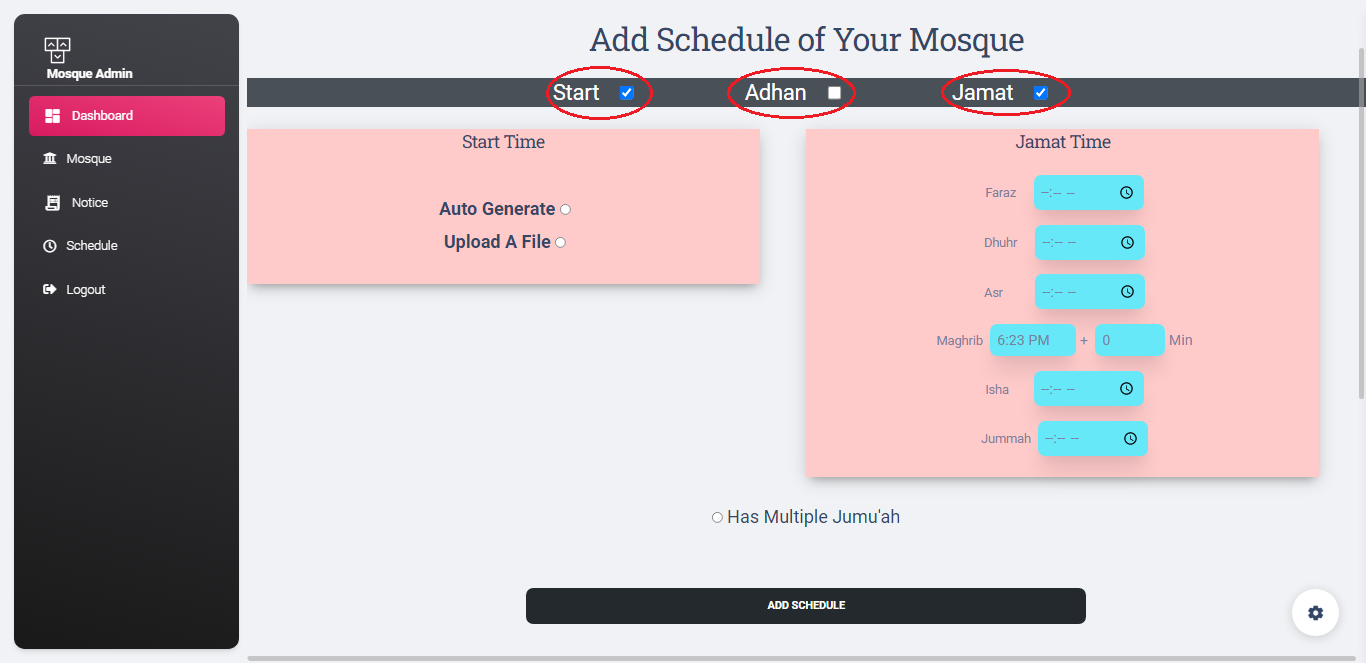 Mosque Admin
Dashboard
Mosque
Notice
Schedule
Logout
Add Schedule of Your Mosque
Start
Adhan
Jamat
Start Time
Auto Generate
Upload A File
Jamat Time
Faraz --:-- --
Dhuhr --:-- --
Asr --:-- --
Maghrib 6:23 PM + 0 Min
Isha --:-- --
Jummah --:-- --
Has Multiple Jumu'ah
ADD SCHEDULE